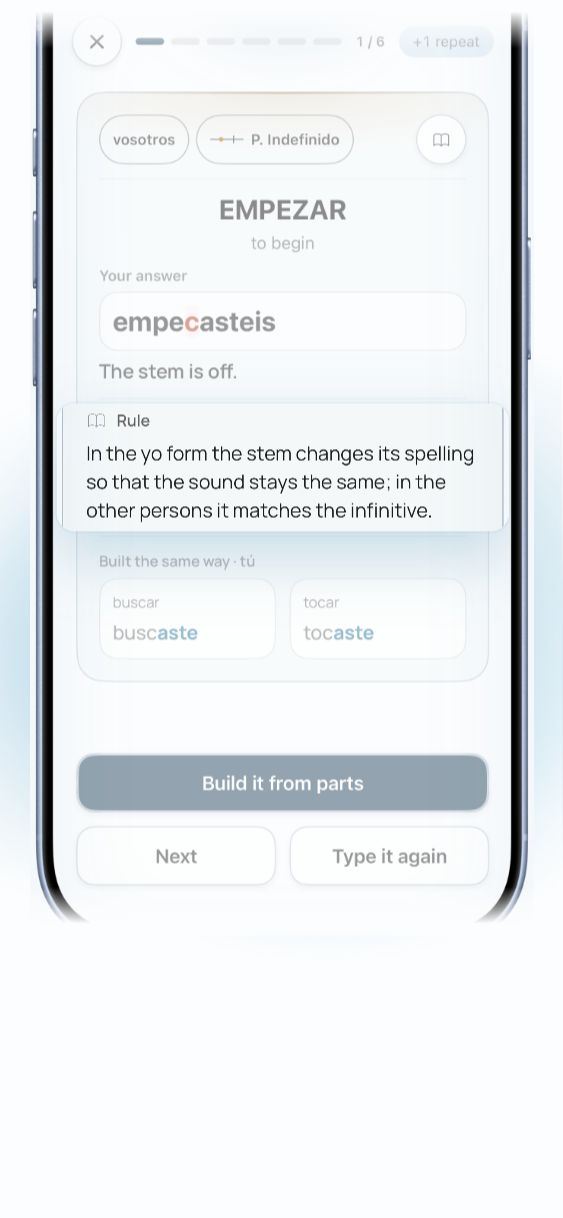 1 / 6
+1 repeat
vosotros
P. Indefinido
EMPEZAR
to begin
Your answer
empecasteis
The stem is off.
Rule
In the yo form the stem changes its spelling
so that the sound stays the same; in the
other persons it matches the infinitive.
Built the same way · tú
buscar
tocar
buscaste
tocaste
Build it from parts
Next
Type it again